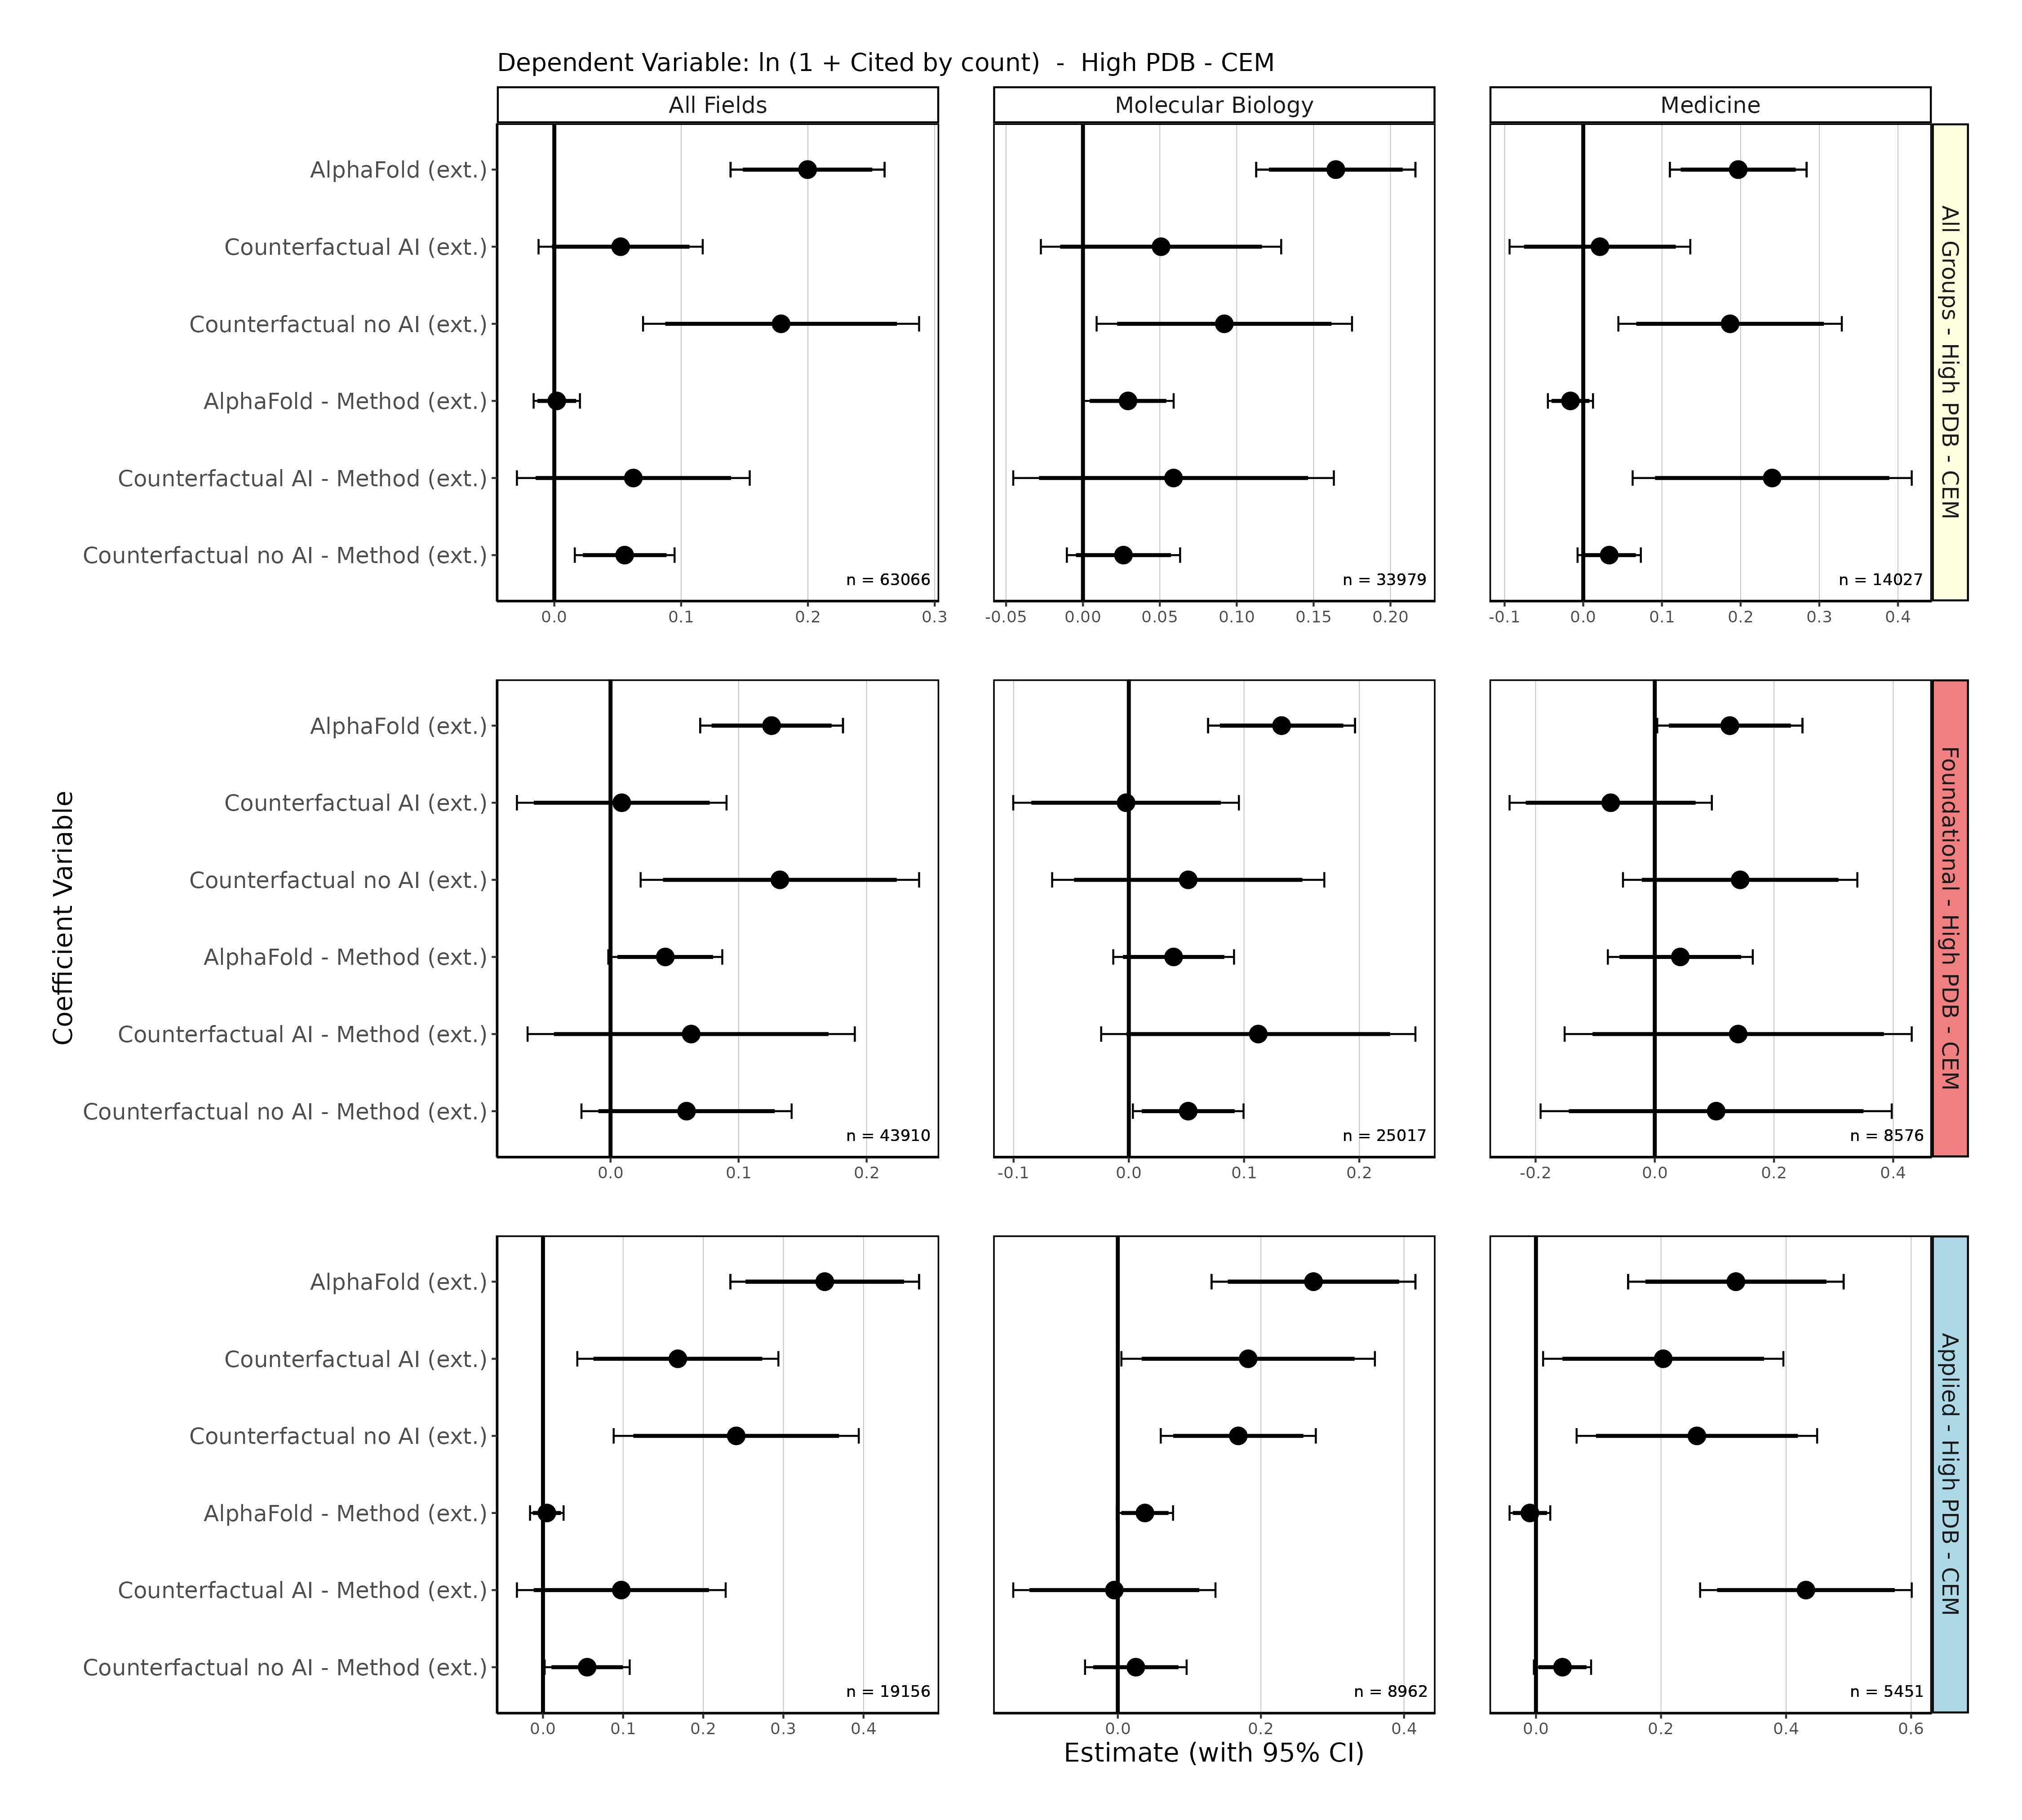 Dependent Variable: ln (1 + Cited by count)  -  High PDB - CEM
All Fields
Molecular Biology
Medicine
AlphaFold (ext.)
Counterfactual AI (ext.)
Counterfactual no AI (ext.)
AlphaFold - Method (ext.)
Counterfactual AI - Method (ext.)
Counterfactual no AI - Method (ext.)
n = 63066
n = 33979
n = 14027
All Groups - High PDB - CEM
0.0 0.1 0.2 0.3
-0.05 0.00 0.05 0.10 0.15 0.20
-0.1 0.0 0.1 0.2 0.3 0.4
Coefficient Variable
AlphaFold (ext.)
Counterfactual AI (ext.)
Counterfactual no AI (ext.)
AlphaFold - Method (ext.)
Counterfactual AI - Method (ext.)
Counterfactual no AI - Method (ext.)
n = 43910
n = 25017
n = 8576
Foundational - High PDB - CEM
0.0 0.1 0.2
-0.1 0.0 0.1 0.2
-0.2 0.0 0.2 0.4
AlphaFold (ext.)
Counterfactual AI (ext.)
Counterfactual no AI (ext.)
AlphaFold - Method (ext.)
Counterfactual AI - Method (ext.)
Counterfactual no AI - Method (ext.)
n = 19156
n = 8962
n = 5451
Applied - High PDB - CEM
0.0 0.1 0.2 0.3 0.4
0.0 0.2 0.4
0.0 0.2 0.4 0.6
Estimate (with 95% CI)